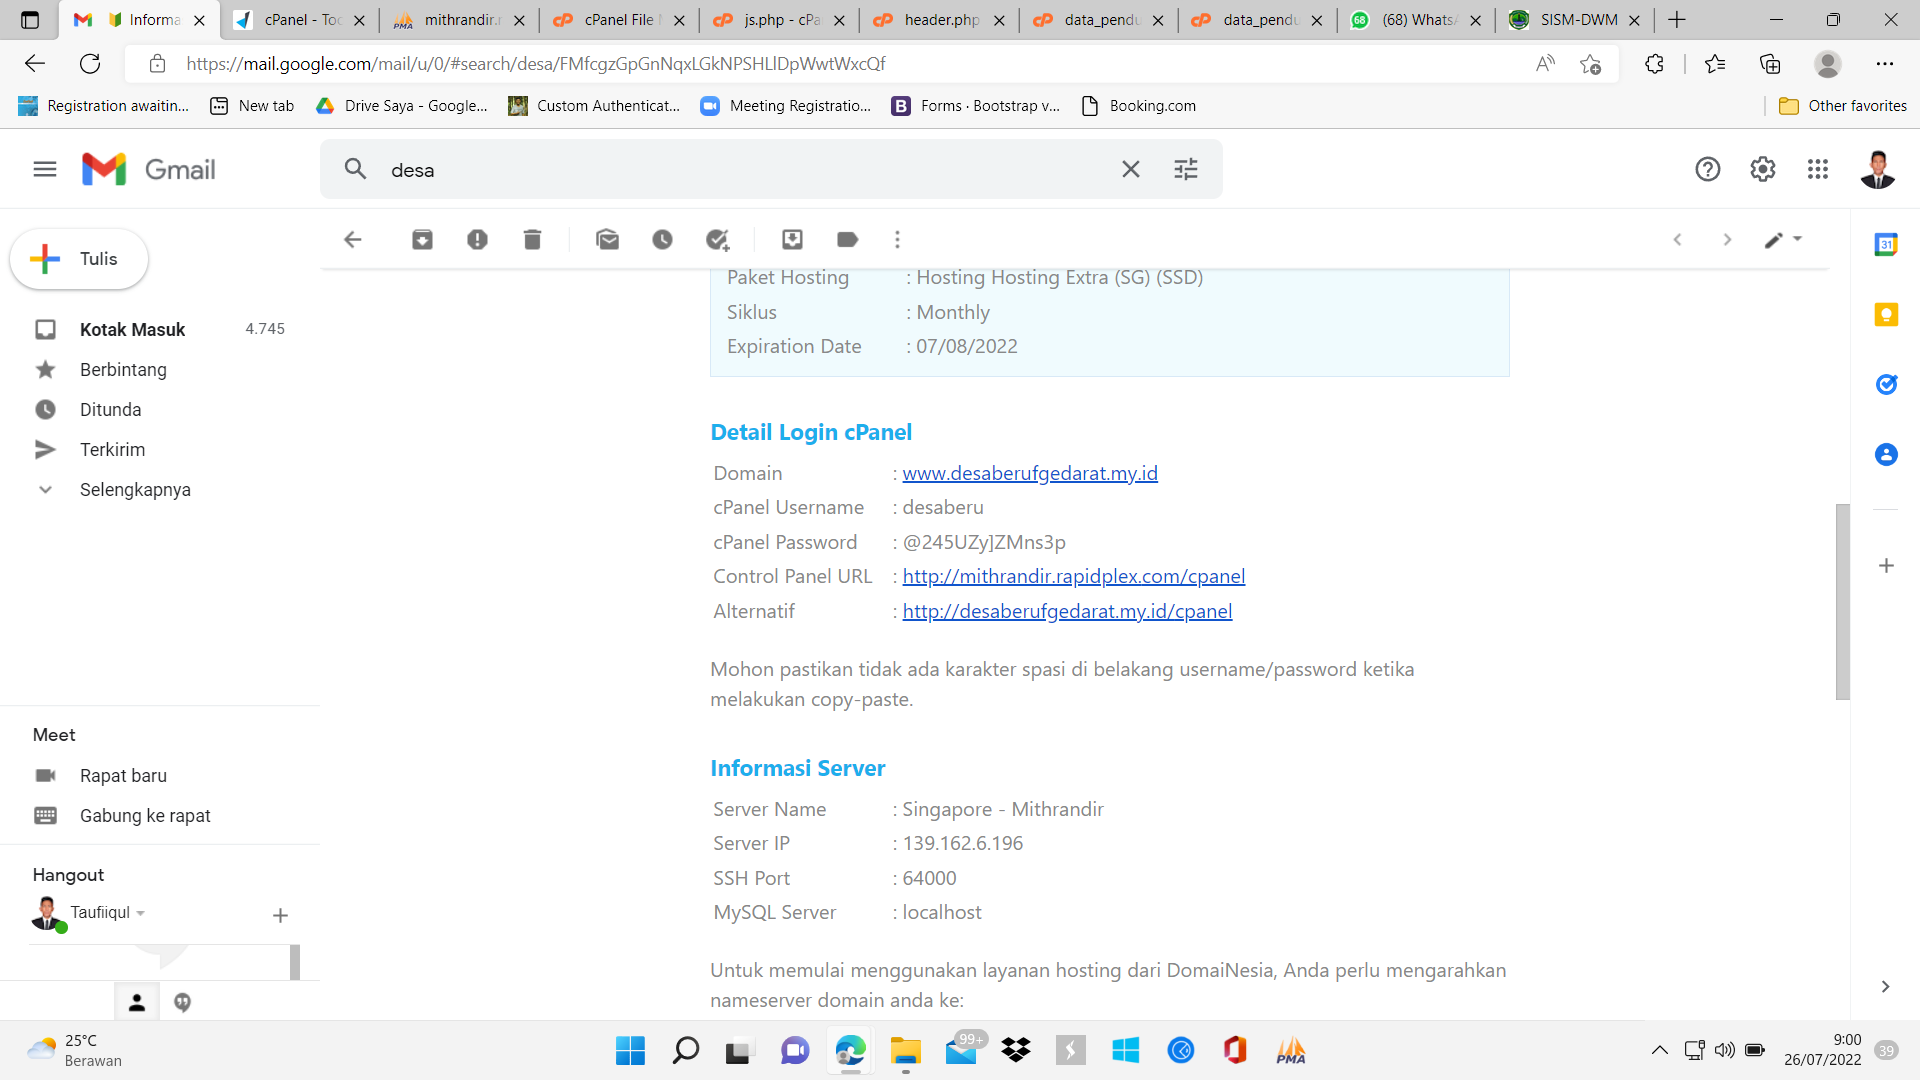 Informa
cPanel - Too
mithrandir.r
cPanel File M
js.php - cPa
header.php
data_pendu
data_pendu
(68) WhatsA
SISM-DWM
https://mail.google.com/mail/u/0/#search/desa/FMfcgzGpGnNqxLGkNPSHLlDpWwtWxcQf
Registration awaitin...
New tab
Drive Saya - Google...
Custom Authenticat...
Meeting Registratio...
Forms · Bootstrap v...
Booking.com
Other favorites
Gmail
desa
Tulis
Kotak Masuk 4.745
Berbintang
Ditunda
Terkirim
Selengkapnya
Meet
Rapat baru
Gabung ke rapat
Hangout
Taufiiqul
Paket Hosting : Hosting Hosting Extra (SG) (SSD)
Siklus : Monthly
Expiration Date : 07/08/2022
Detail Login cPanel
Domain : www.desaberufgedarat.my.id
cPanel Username : desaberu
cPanel Password : @245UZy]ZMns3p
Control Panel URL : http://mithrandir.rapidplex.com/cpanel
Alternatif : http://desaberufgedarat.my.id/cpanel
Mohon pastikan tidak ada karakter spasi di belakang username/password ketika
melakukan copy-paste.
Informasi Server
Server Name : Singapore - Mithrandir
Server IP : 139.162.6.196
SSH Port : 64000
MySQL Server : localhost
Untuk memulai menggunakan layanan hosting dari DomaiNesia, Anda perlu mengarahkan
nameserver domain anda ke:
31
25°C
Berawan
99+
PMA
9:00
26/07/2022
39